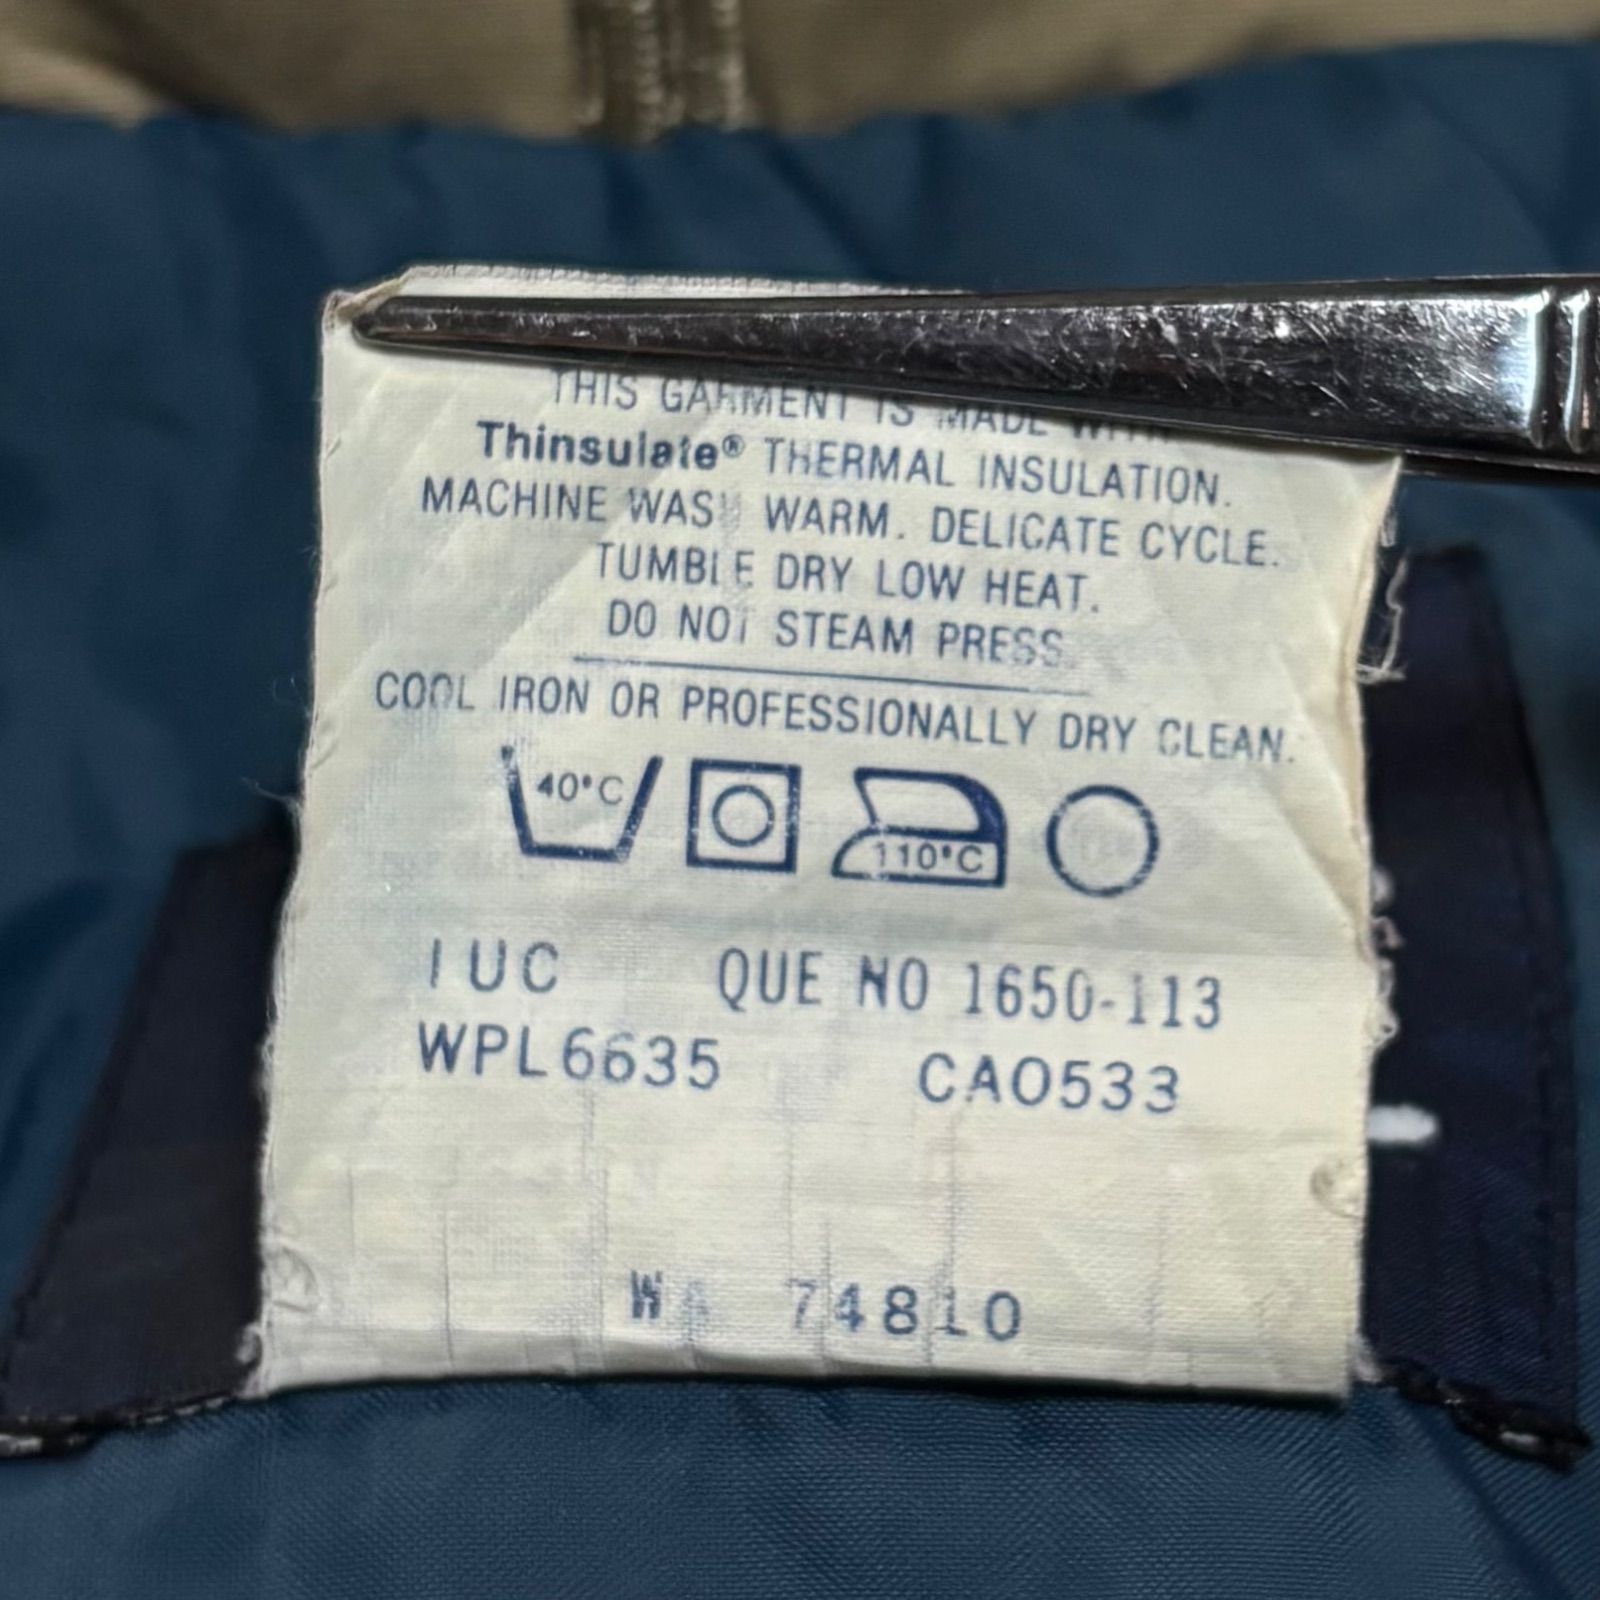 THIS GARMENT IS MADE WITH
Thinsulate® THERMAL INSULATION.
MACHINE WASH WARM. DELICATE CYCLE.
TUMBLE DRY LOW HEAT.
DO NOT STEAM PRESS.
COOL IRON OR PROFESSIONALLY DRY CLEAN.
40°C 110°C
IUC QUE NO 1650-113
WPL6635 CA0533
WA 74810